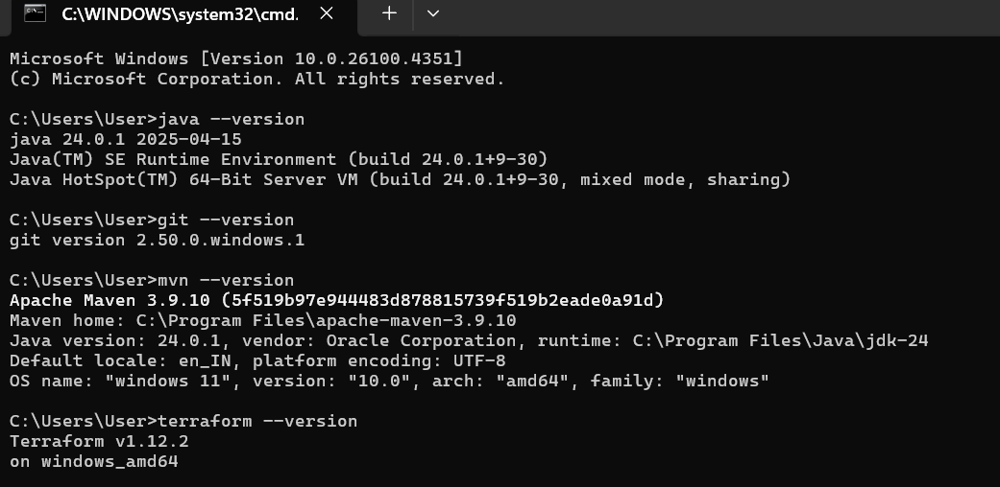 C:\WINDOWS\system32\cmd.
Microsoft Windows [Version 10.0.26100.4351]
(c) Microsoft Corporation. All rights reserved.
C:\Users\User>java --version
java 24.0.1 2025-04-15
Java(TM) SE Runtime Environment (build 24.0.1+9-30)
Java HotSpot(TM) 64-Bit Server VM (build 24.0.1+9-30, mixed mode, sharing)
C:\Users\User>git --version
git version 2.50.0.windows.1
C:\Users\User>mvn --version
Apache Maven 3.9.10 (5f519b97e944483d878815739f519b2eade0a91d)
Maven home: C:\Program Files\apache-maven-3.9.10
Java version: 24.0.1, vendor: Oracle Corporation, runtime: C:\Program Files\Java\jdk-24
Default locale: en_IN, platform encoding: UTF-8
OS name: "windows 11", version: "10.0", arch: "amd64", family: "windows"
C:\Users\User>terraform --version
Terraform v1.12.2
on windows_amd64